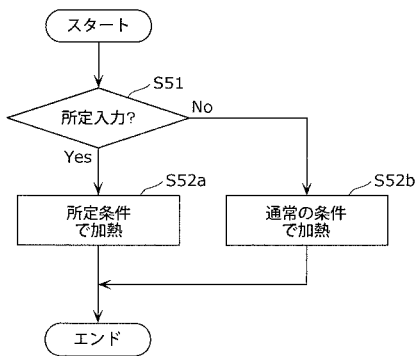 スタート
S51
所定入力?
No
Yes
S52a
S52b
所定条件
で加熱
通常の条件
で加熱
エンド